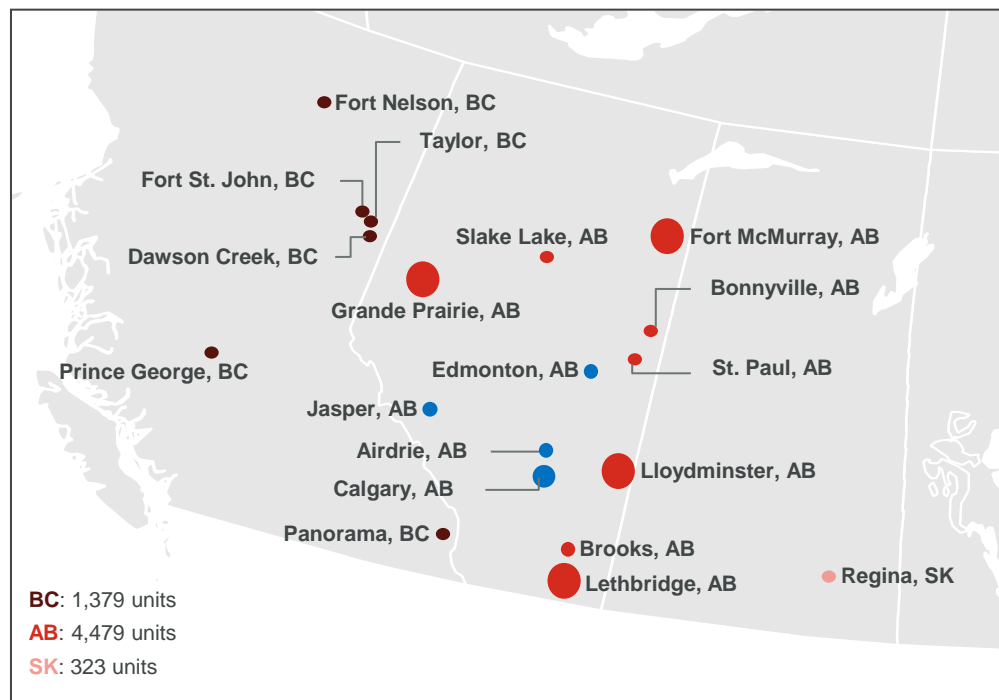 Fort Nelson, BC
Taylor, BC
Fort St. John, BC
Dawson Creek, BC
Slake Lake, AB
Fort McMurray, AB
Bonnyville, AB
Grande Prairie, AB
Prince George, BC
Edmonton, AB
St. Paul, AB
Jasper, AB
Airdrie, AB
Lloydminster, AB
Calgary, AB
Panorama, BC
Brooks, AB
Regina, SK
Lethbridge, AB
BC: 1,379 units
AB: 4,479 units
SK: 323 units